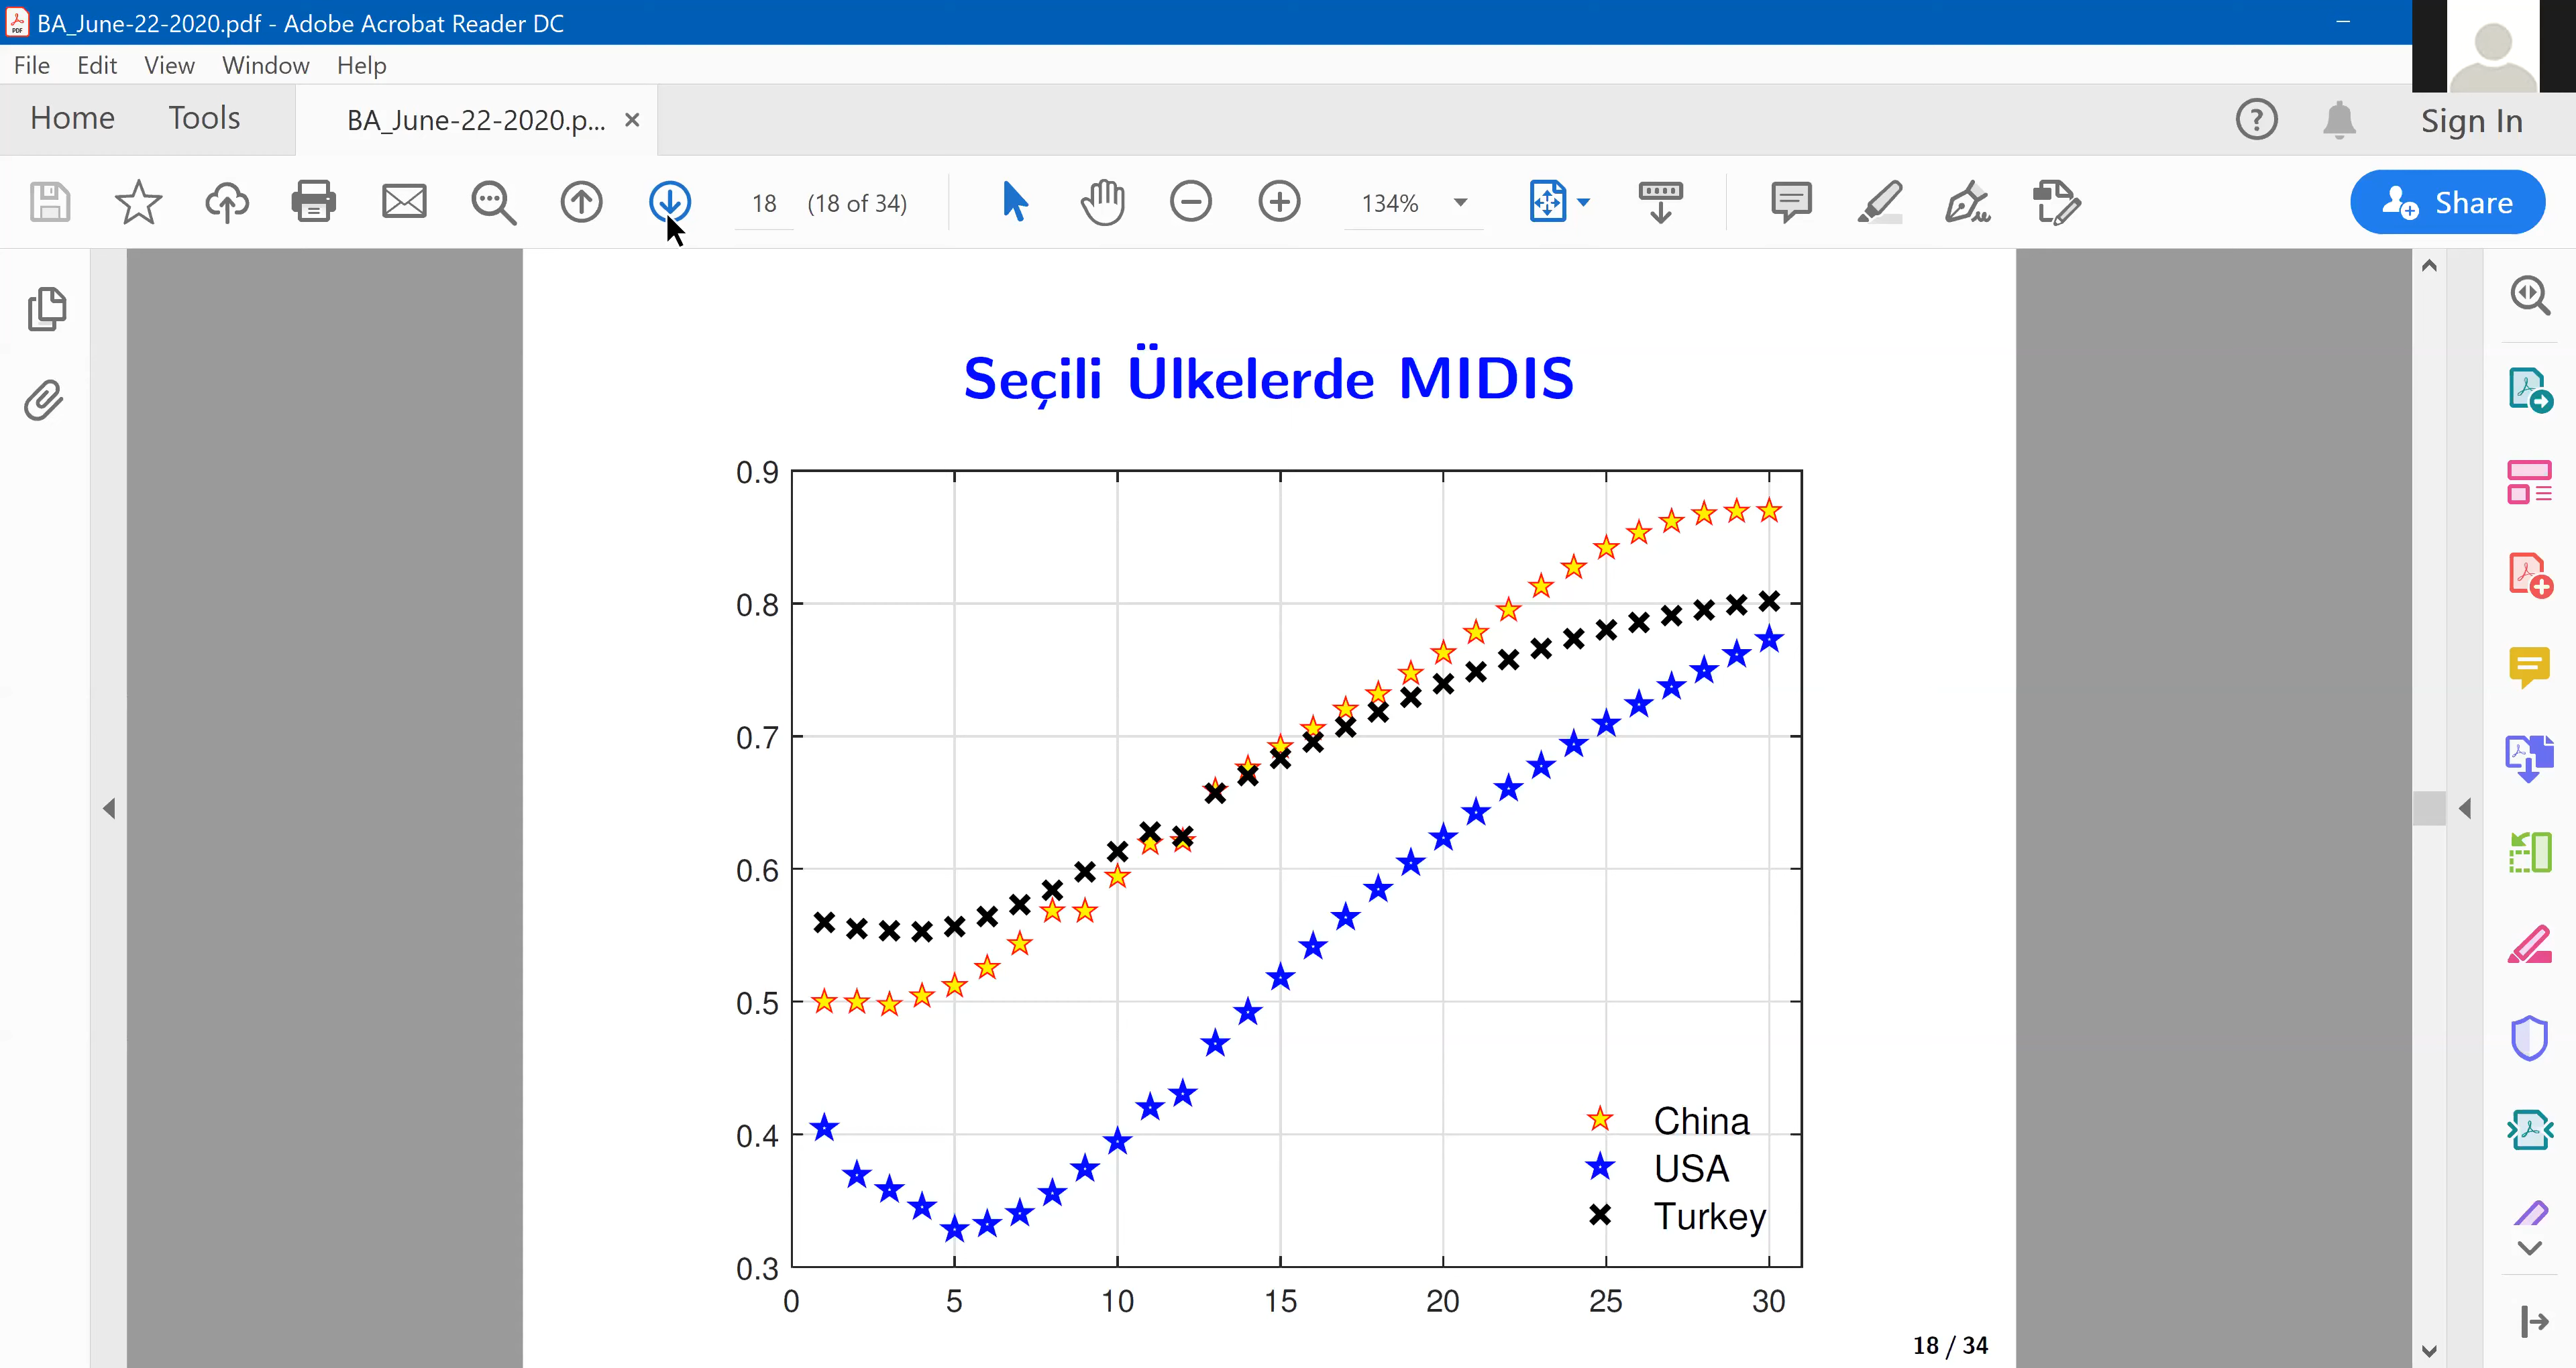 BA_June-22-2020.pdf - Adobe Acrobat Reader DC
File Edit View Window Help
Home Tools BA_June-22-2020.p... Sign In
18 (18 of 34) 134% Share
Seçili Ülkelerde MIDIS
0.9
0.8
0.7
0.6
0.5
0.4
0.3
China
USA
Turkey
0 5 10 15 20 25 30
18 / 34